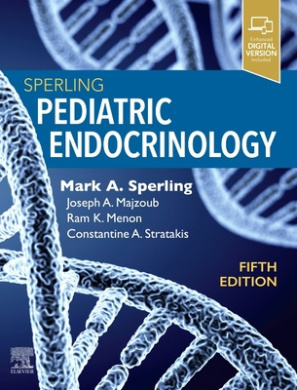 Enhanced
DIGITAL
VERSION
Included
SPERLING
PEDIATRIC
ENDOCRINOLOGY
Mark A. Sperling
Joseph A. Majzoub
Ram K. Menon
Constantine A. Stratakis
FIFTH
EDITION
ELSEVIER